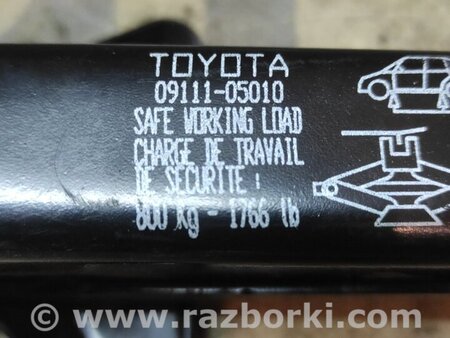 TOYOTA
09111-05010
SAFE WORKING LOAD
CHARGE DE TRAVAIL
DE SECURITE :
800 kg - 1766 lb
© www.razborki.com